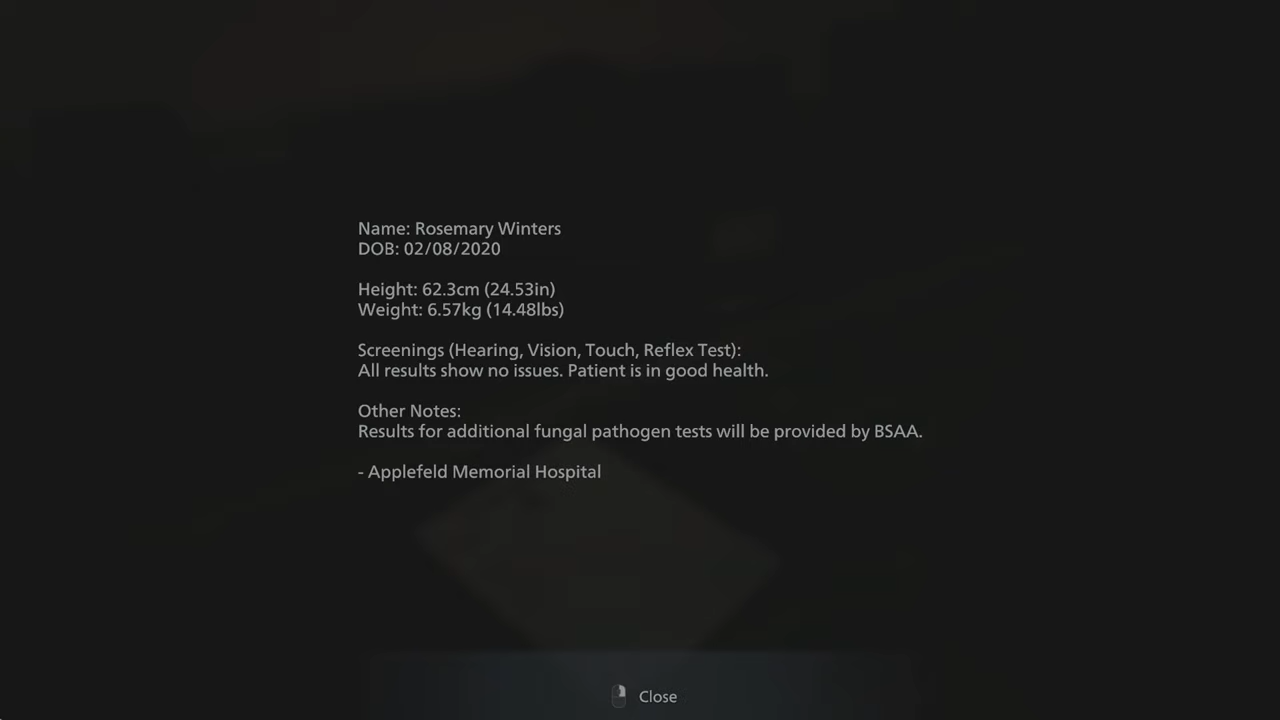 Name: Rosemary Winters
DOB: 02/08/2020
Height: 62.3cm (24.53in)
Weight: 6.57kg (14.48lbs)
Screenings (Hearing, Vision, Touch, Reflex Test):
All results show no issues. Patient is in good health.
Other Notes:
Results for additional fungal pathogen tests will be provided by BSAA.
- Applefeld Memorial Hospital
Close